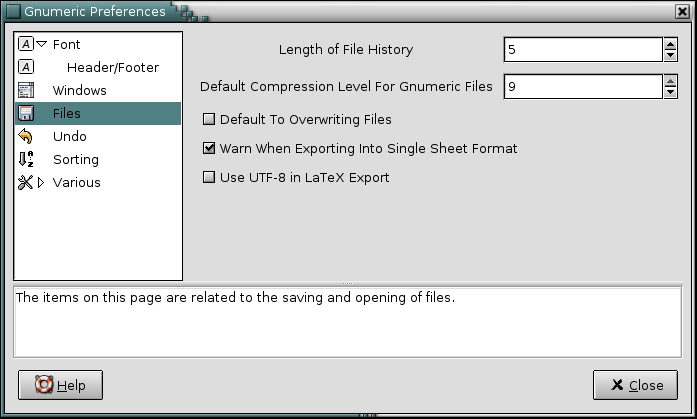 Gnumeric Preferences
Font
Header/Footer
Windows
Files
Undo
Sorting
Various
Length of File History 5
Default Compression Level For Gnumeric Files 9
Default To Overwriting Files
Warn When Exporting Into Single Sheet Format
Use UTF-8 in LaTeX Export
The items on this page are related to the saving and opening of files.
Help
Close